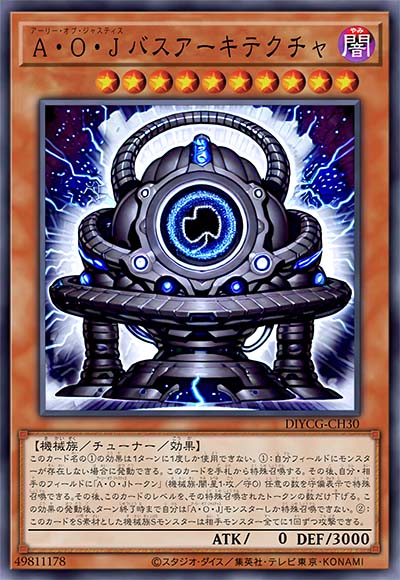 アーリー・オブ・ジャスティス
A・O・J バスアーキテクチャ
闇
やみ
DIYCG-CH30
【機械族/チューナー/効果】
このカード名の①の効果は1ターンに1度しか使用できない。①:自分フィールドにモンスタ
ーが存在しない場合に発動できる。このカードを手札から特殊召喚する。その後、自分・相
手のフィールドに「A・O・Jトークン」(機械族・闇・星1・攻/守0)任意の数を守備表示で特殊
召喚できる。その後、このカードのレベルを、その特殊召喚されたトークンの数だけ下げる。こ
の効果の発動後、ターン終了時まで自分は「A・O・J」モンスターしか特殊召喚できない。②:
このカードをS素材とした機械族Sモンスターは相手モンスター全てに1回ずつ攻撃できる。
ATK/ 0 DEF/3000
49811178
©スタジオ・ダイス/集英社・テレビ東京・KONAMI